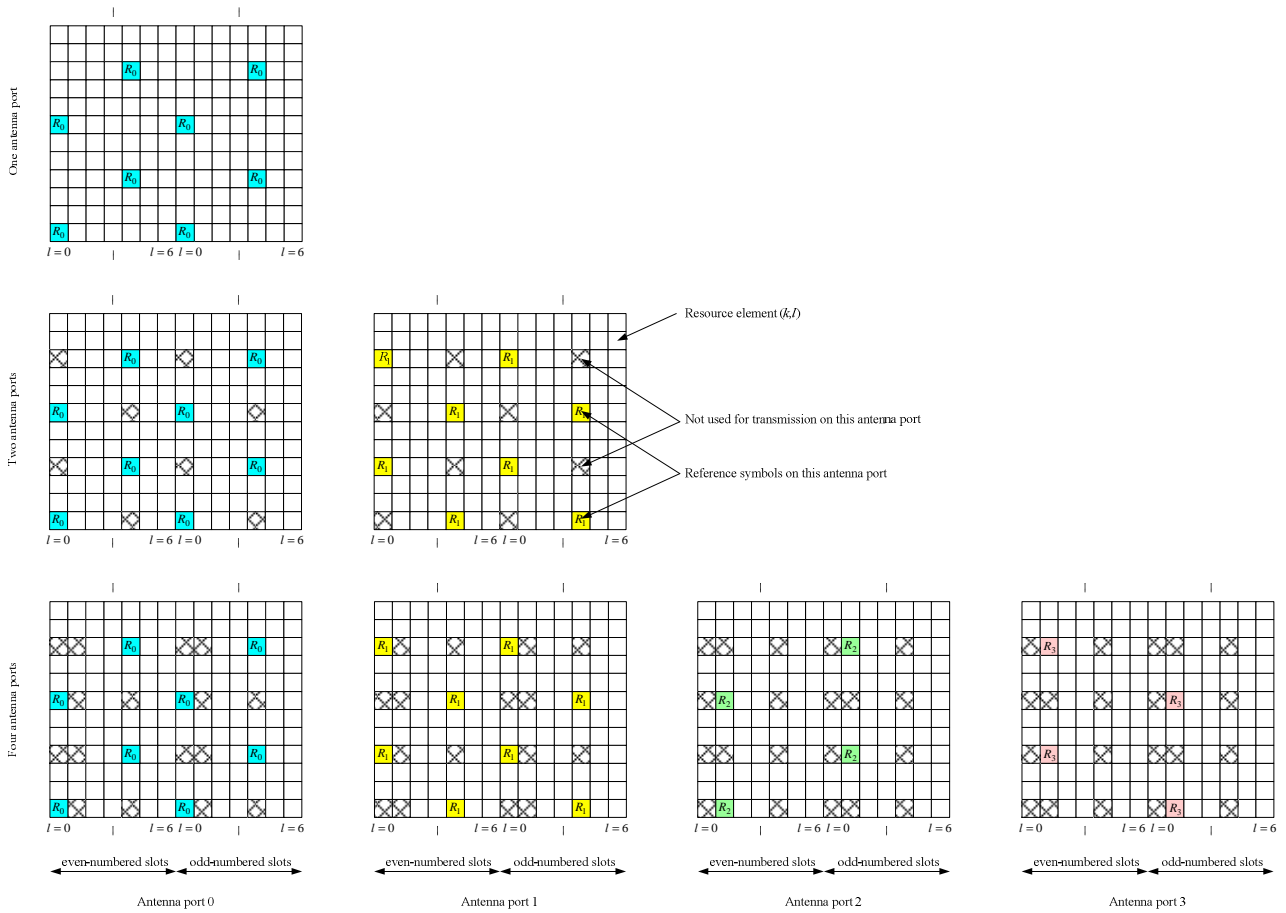 One antenna port
R0 R0
R0 R0
R0 R0
R0 R0
l = 0 l = 6 l = 0 l = 6
Two antenna ports
R0 R0
R0 R0
R0 R0
R0 R0
l = 0 l = 6 l = 0 l = 6
R1 R1
R1 R1
R1 R1
R1 R1
l = 0 l = 6 l = 0 l = 6
Resource element (k,l)
Not used for transmission on this antenna port
Reference symbols on this antenna port
Four antenna ports
R0 R0
R0 R0
R0 R0
R0 R0
l = 0 l = 6 l = 0 l = 6
even-numbered slots odd-numbered slots
Antenna port 0
R1 R1
R1 R1
R1 R1
R1 R1
l = 0 l = 6 l = 0 l = 6
even-numbered slots odd-numbered slots
Antenna port 1
R2
R2
R2
R2
l = 0 l = 6 l = 0 l = 6
even-numbered slots odd-numbered slots
Antenna port 2
R3
R3
R3
R3
l = 0 l = 6 l = 0 l = 6
even-numbered slots odd-numbered slots
Antenna port 3